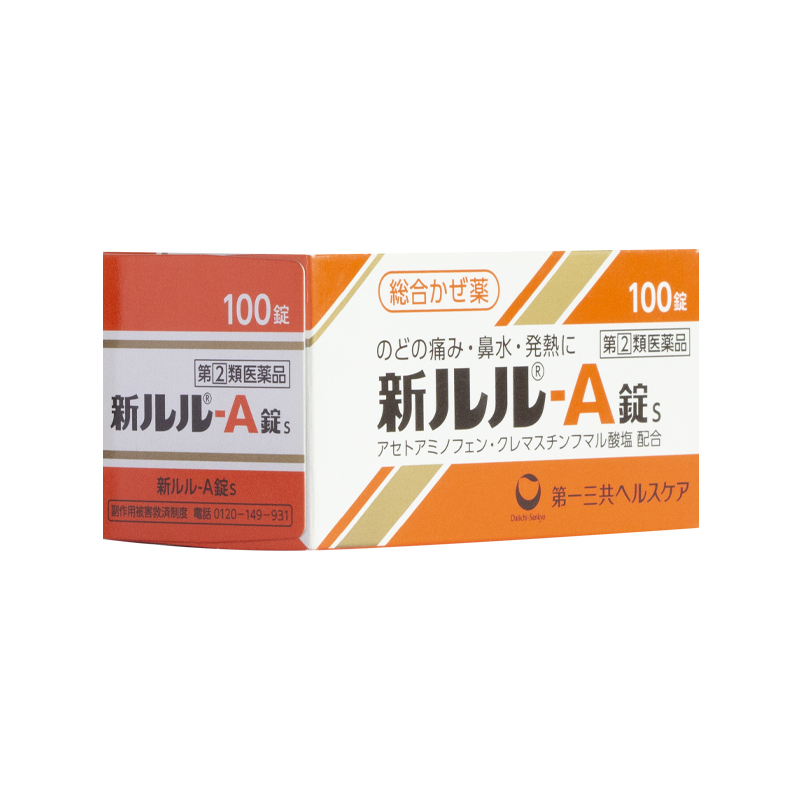 100錠
指②類医薬品
新ルル®-A錠s
新ルル-A錠s
副作用被害救済制度 電話 0120-149-931
総合かぜ薬
100錠
のどの痛み・鼻水・発熱に
指②類医薬品
新ルル®-A錠s
アセトアミノフェン・クレマスチンフマル酸塩 配合
Daiichi-Sankyo
第一三共ヘルスケア